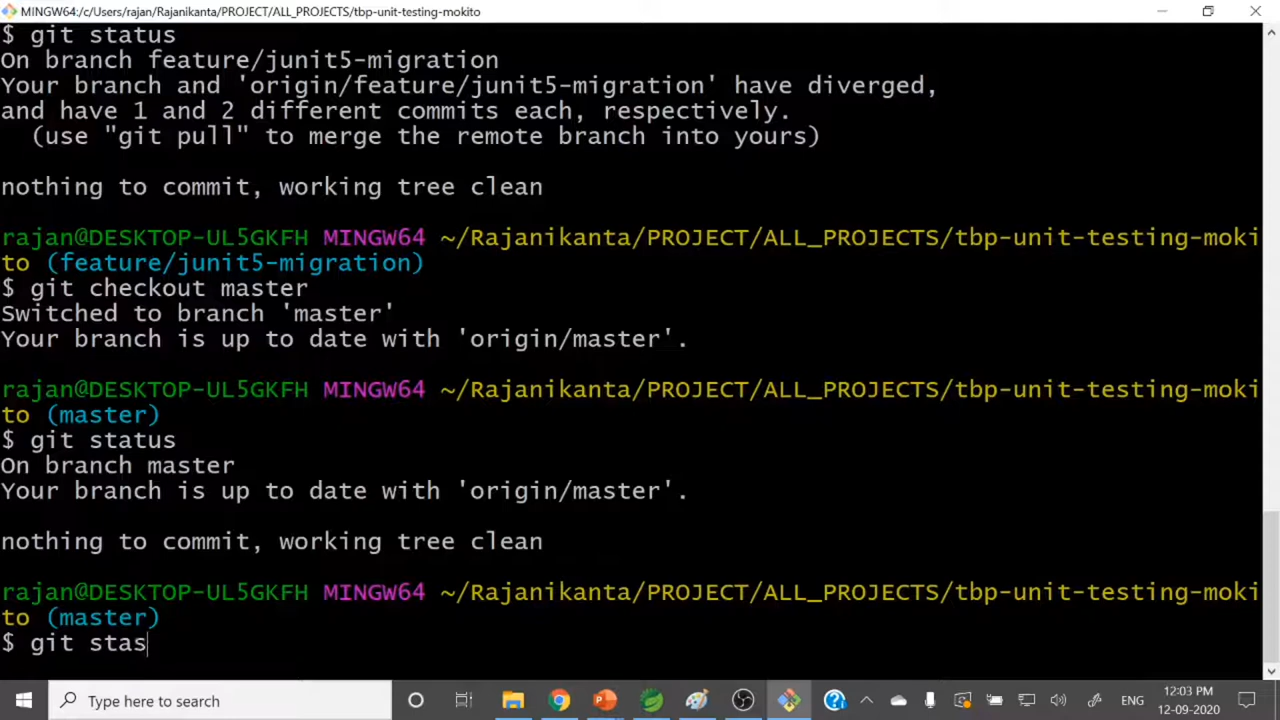 MINGW64:/c/Users/rajan/Rajanikanta/PROJECT/ALL_PROJECTS/tbp-unit-testing-mokito
$ git status
On branch feature/junit5-migration
Your branch and 'origin/feature/junit5-migration' have diverged,
and have 1 and 2 different commits each, respectively.
  (use "git pull" to merge the remote branch into yours)
nothing to commit, working tree clean
rajan@DESKTOP-UL5GKFH MINGW64 ~/Rajanikanta/PROJECT/ALL_PROJECTS/tbp-unit-testing-moki
to (feature/junit5-migration)
$ git checkout master
Switched to branch 'master'
Your branch is up to date with 'origin/master'.
rajan@DESKTOP-UL5GKFH MINGW64 ~/Rajanikanta/PROJECT/ALL_PROJECTS/tbp-unit-testing-moki
to (master)
$ git status
On branch master
Your branch is up to date with 'origin/master'.
nothing to commit, working tree clean
rajan@DESKTOP-UL5GKFH MINGW64 ~/Rajanikanta/PROJECT/ALL_PROJECTS/tbp-unit-testing-moki
to (master)
$ git stas
Type here to search
ENG
12:03 PM
12-09-2020